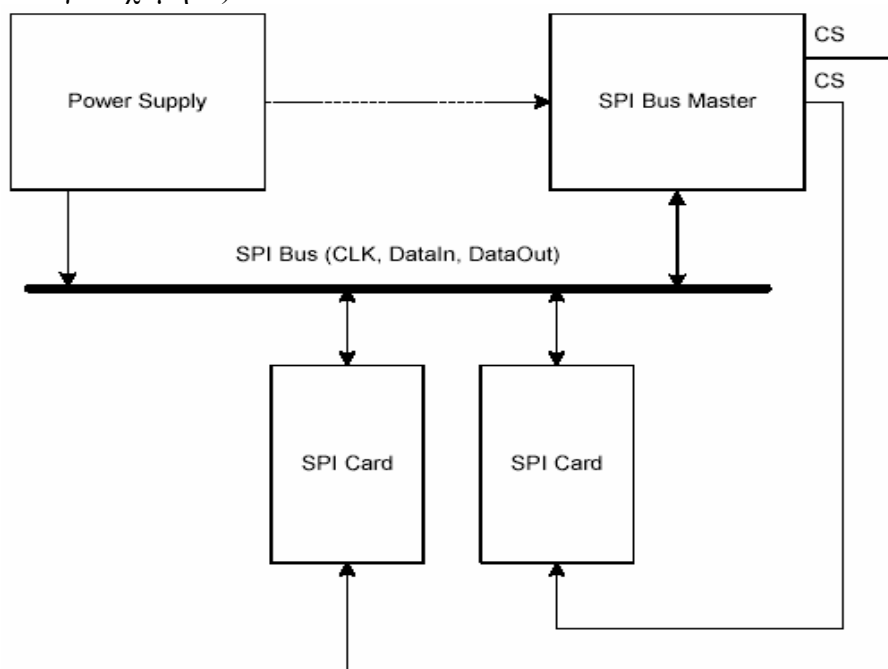 CS
Power Supply
SPI Bus Master
CS
SPI Bus (CLK, DataIn, DataOut)
SPI Card
SPI Card